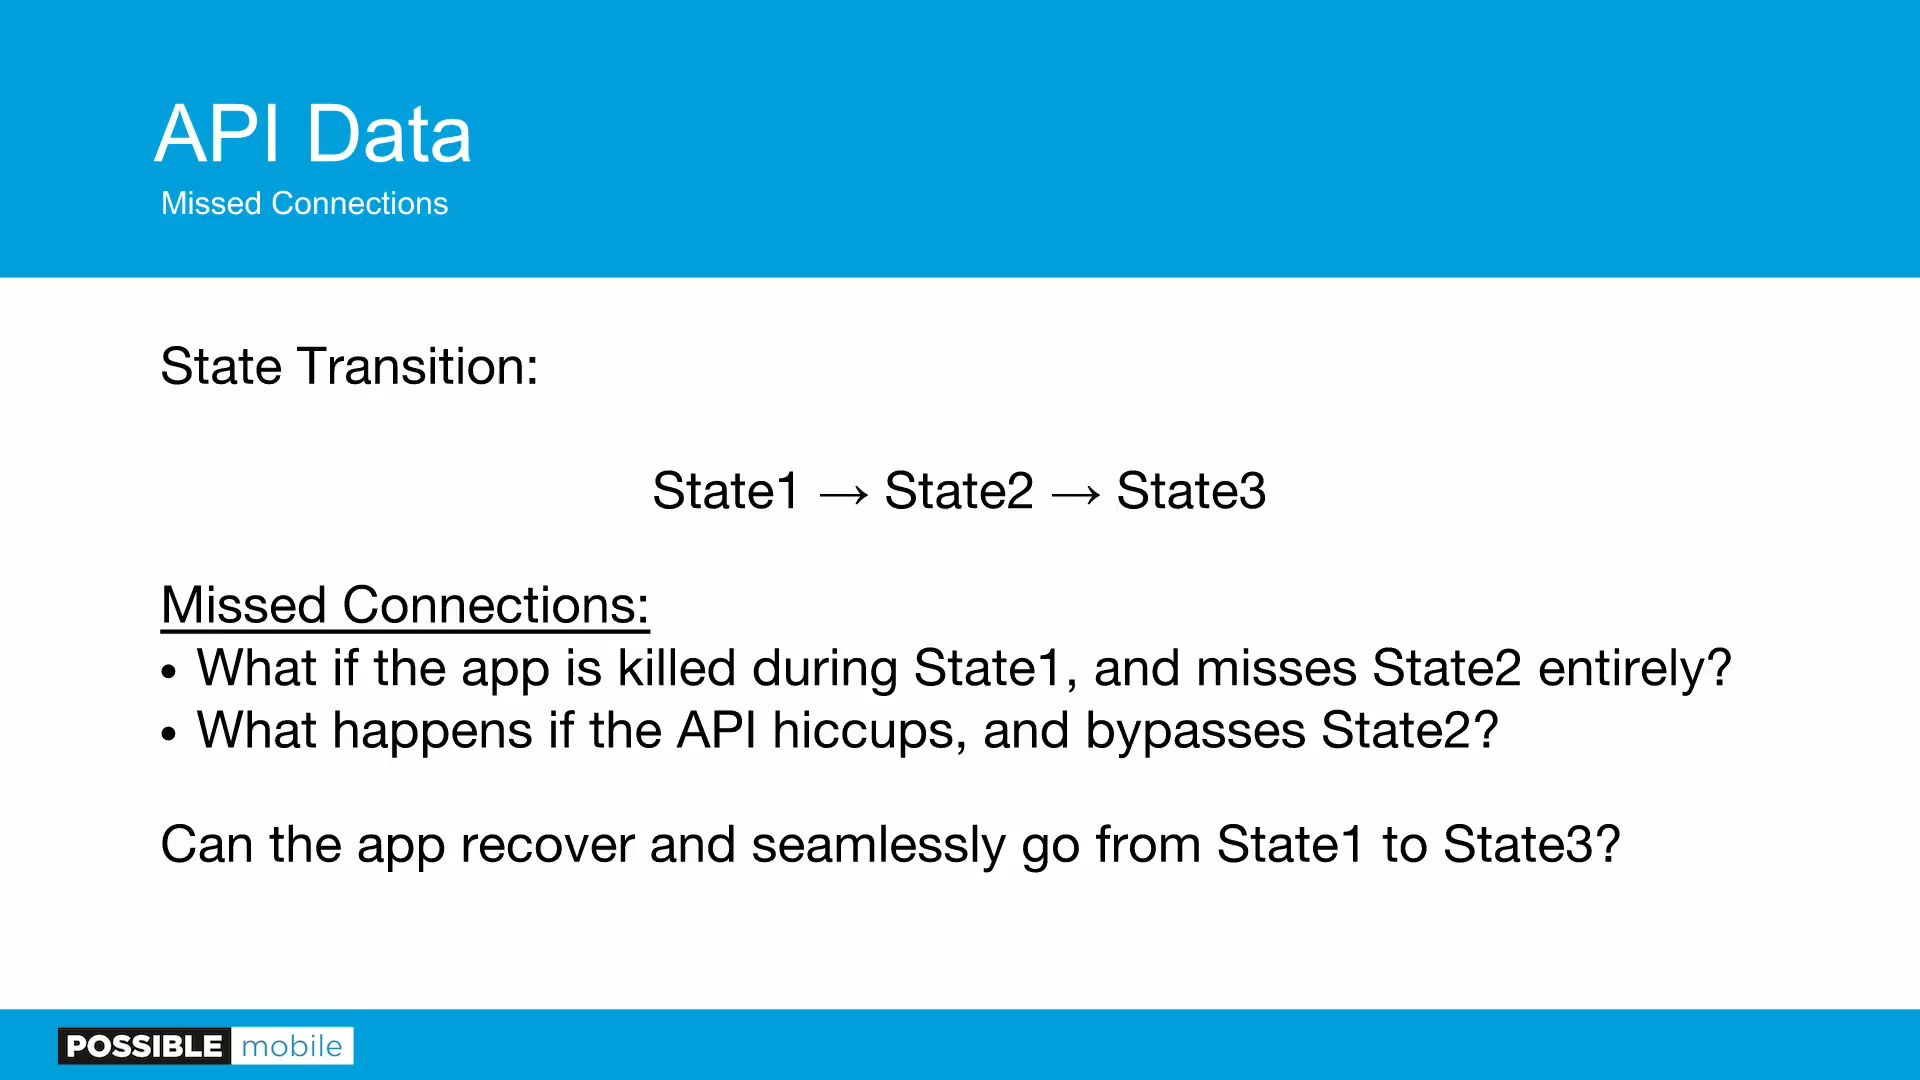 API Data
Missed Connections
State Transition:
State1 → State2 → State3
Missed Connections:
• What if the app is killed during State1, and misses State2 entirely?
• What happens if the API hiccups, and bypasses State2?
Can the app recover and seamlessly go from State1 to State3?
POSSIBLE mobile